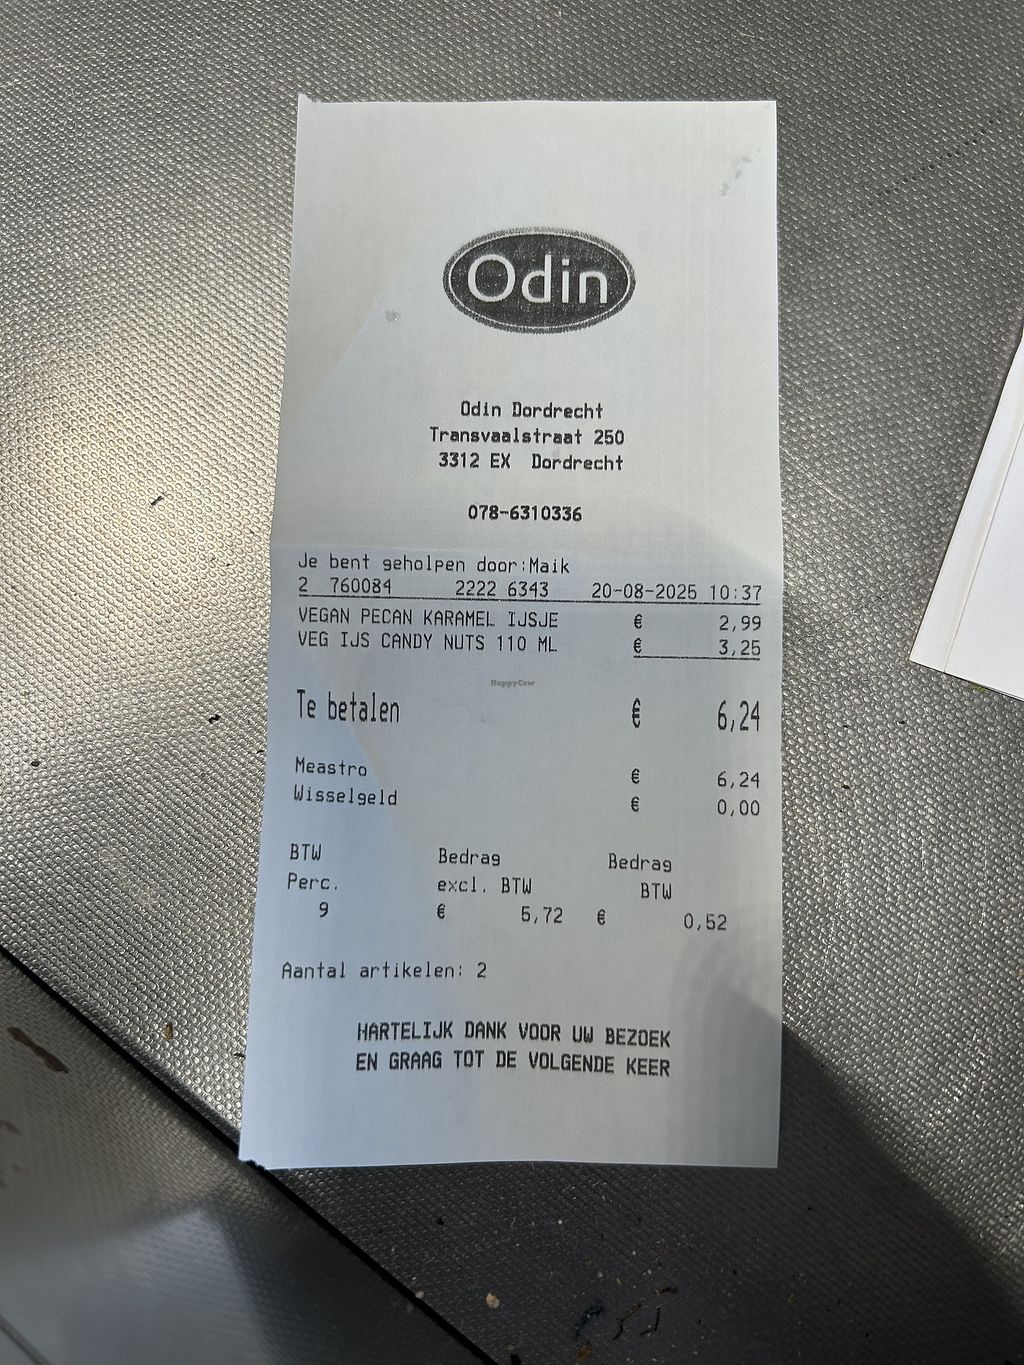 Odin
Odin Dordrecht
Transvaalstraat 250
3312 EX Dordrecht
078-6310336
Je bent geholpen door:Maik
2 760084 2222 6343 20-08-2025 10:37
VEGAN PECAN KARAMEL IJSJE € 2,99
VEG IJS CANDY NUTS 110 ML € 3,25
HappyCow
Te betalen € 6,24
Meastro € 6,24
Wisselgeld € 0,00
BTW Bedrag Bedrag
Perc. excl. BTW BTW
9 € 5,72 € 0,52
Aantal artikelen: 2
HARTELIJK DANK VOOR UW BEZOEK
EN GRAAG TOT DE VOLGENDE KEER